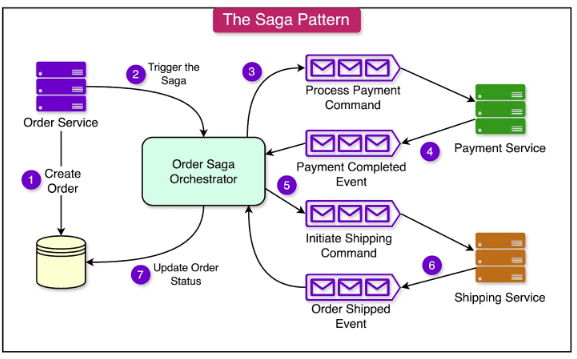 The Saga Pattern
2
Trigger the
Saga
3
Process Payment
Command
Order Service
Payment Service
1
Create
Order
Order Saga
Orchestrator
Payment Completed
Event
4
5
Initiate Shipping
Command
6
7
Update Order
Status
Order Shipped
Event
Shipping Service